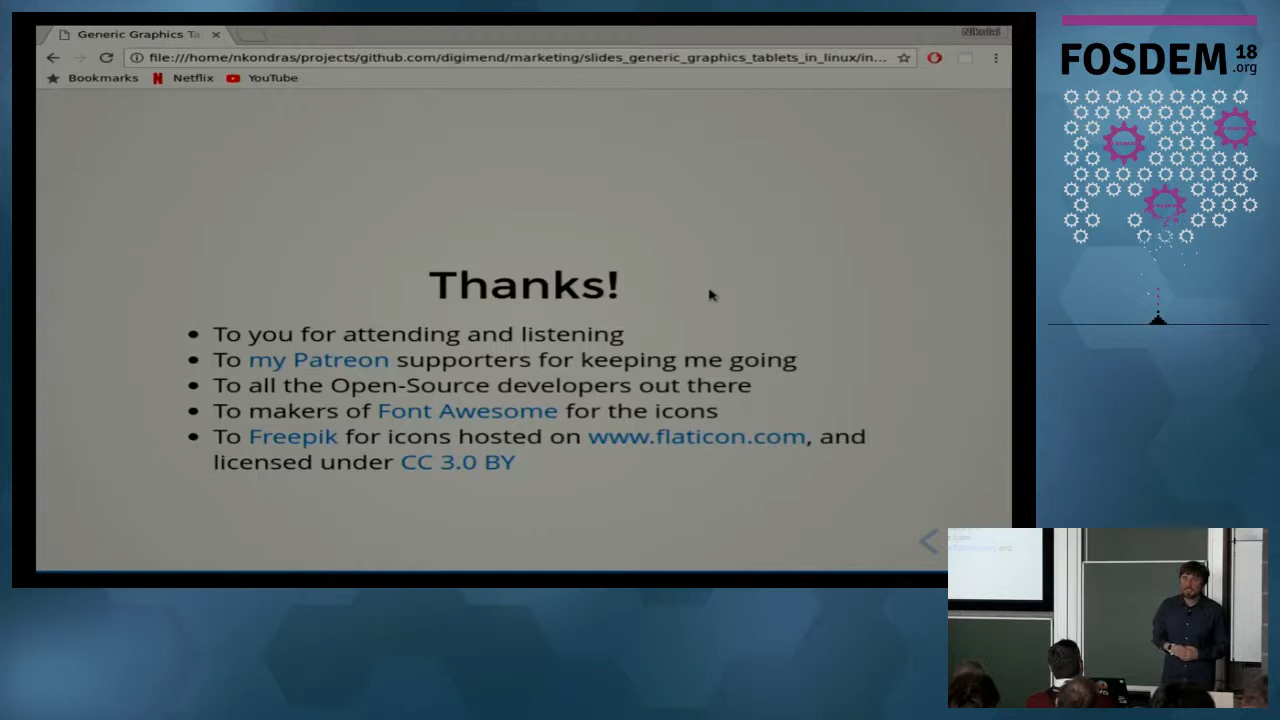 Generic Graphics Ta
Nikolai
file:///home/nkondras/projects/github.com/digimend/marketing/slides_generic_graphics_tablets_in_linux/in...
Bookmarks Netflix YouTube
Thanks!
To you for attending and listening
To my Patreon supporters for keeping me going
To all the Open-Source developers out there
To makers of Font Awesome for the icons
To Freepik for icons hosted on www.flaticon.com, and
licensed under CC 3.0 BY
FOSDEM 18
.org